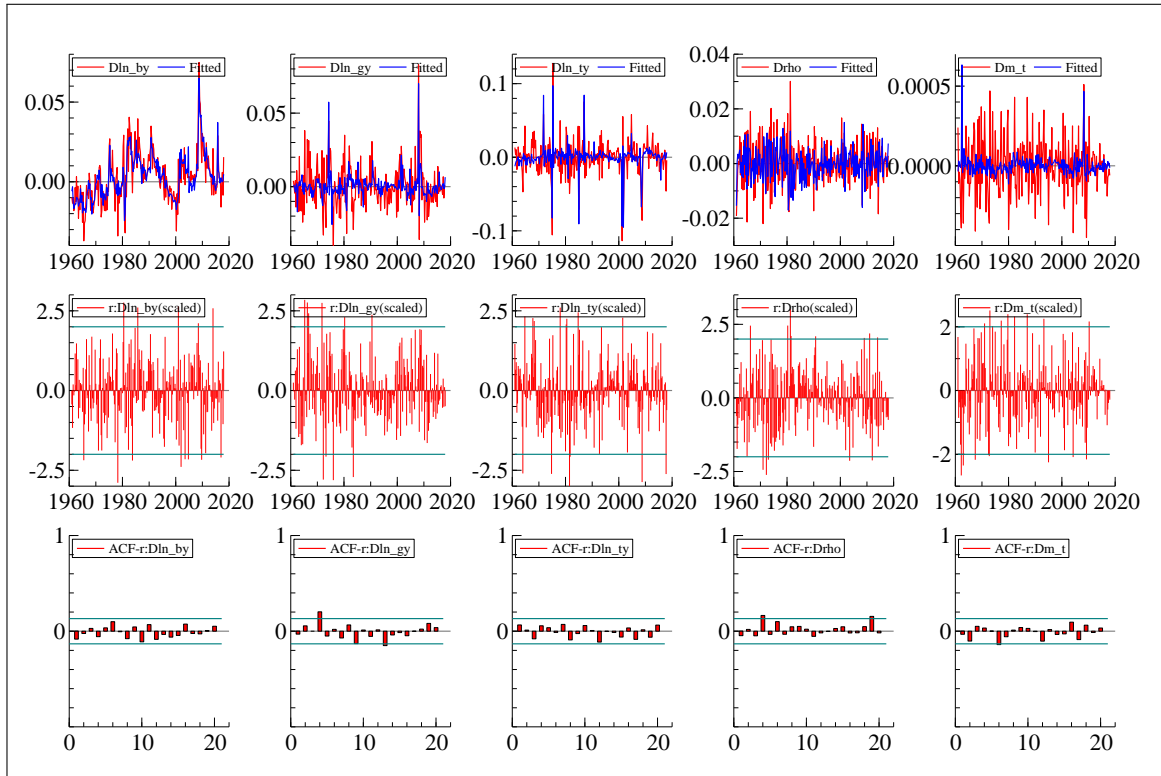 Dln_by Fitted
Dln_gy Fitted
Dln_ty Fitted
Drho Fitted
Dm_t Fitted
0.05
0.00
0.05
0.00
0.1
0.0
-0.1
0.04
0.02
0.00
-0.02
0.0005
0.0000
1960 1980 2000 2020
1960 1980 2000 2020
1960 1980 2000 2020
1960 1980 2000 2020
1960 1980 2000 2020
r:Dln_by(scaled)
r:Dln_gy(scaled)
r:Dln_ty(scaled)
r:Drho(scaled)
r:Dm_t(scaled)
2.5
0.0
-2.5
2.5
0.0
-2.5
2.5
0.0
-2.5
5.0
2.5
0.0
-2.5
2
0
-2
1960 1980 2000 2020
1960 1980 2000 2020
1960 1980 2000 2020
1960 1980 2000 2020
1960 1980 2000 2020
ACF-r:Dln_by
ACF-r:Dln_gy
ACF-r:Dln_ty
ACF-r:Drho
ACF-r:Dm_t
1
0
1
0
1
0
1
0
1
0
0 10 20
0 10 20
0 10 20
0 10 20
0 10 20